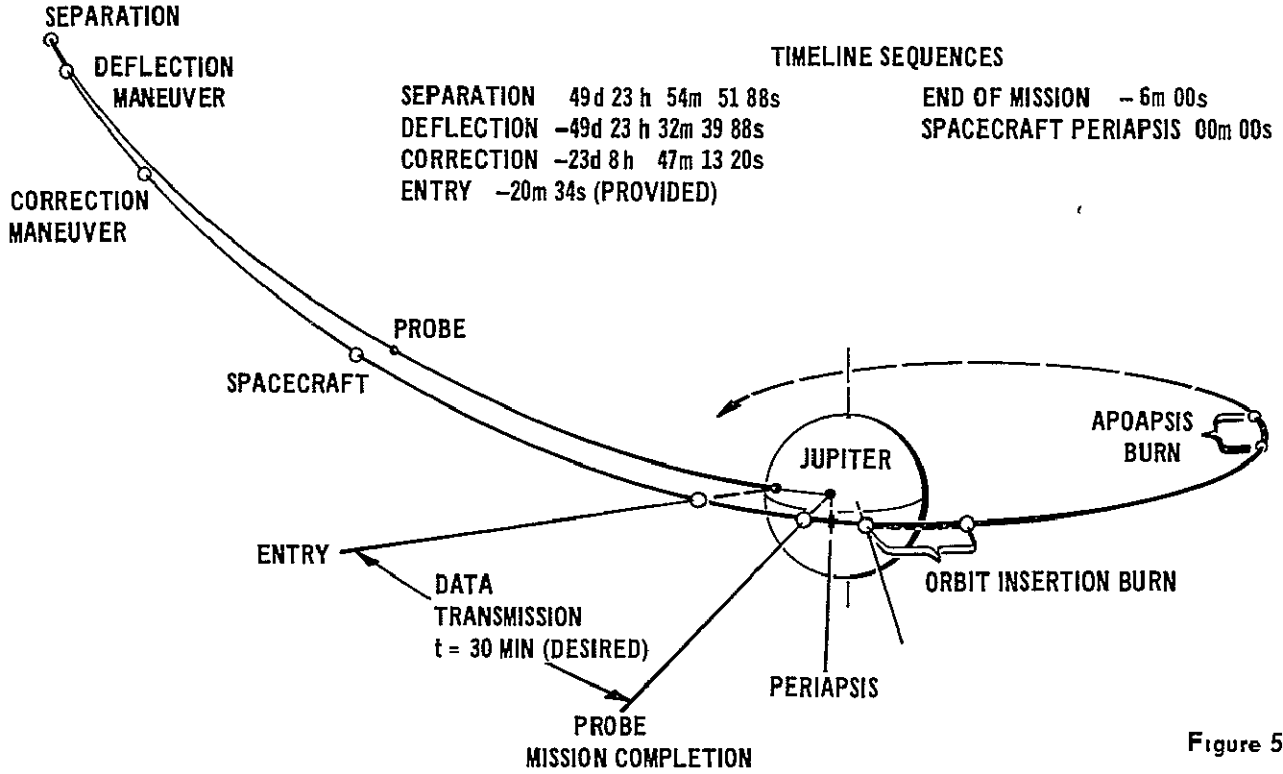 SEPARATION
DEFLECTION
MANEUVER
TIMELINE SEQUENCES
SEPARATION 49d 23 h 54m 51 88s
DEFLECTION -49d 23 h 32m 39 88s
CORRECTION -23d 8h 47m 13 20s
ENTRY -20m 34s (PROVIDED)
END OF MISSION - 6m 00s
SPACECRAFT PERIAPSIS 00m 00s
CORRECTION
MANEUVER
PROBE
SPACECRAFT
JUPITER
APOAPSIS
BURN
ENTRY
DATA
TRANSMISSION
t = 30 MIN (DESIRED)
ORBIT INSERTION BURN
PERIAPSIS
PROBE
MISSION COMPLETION
Figure 5